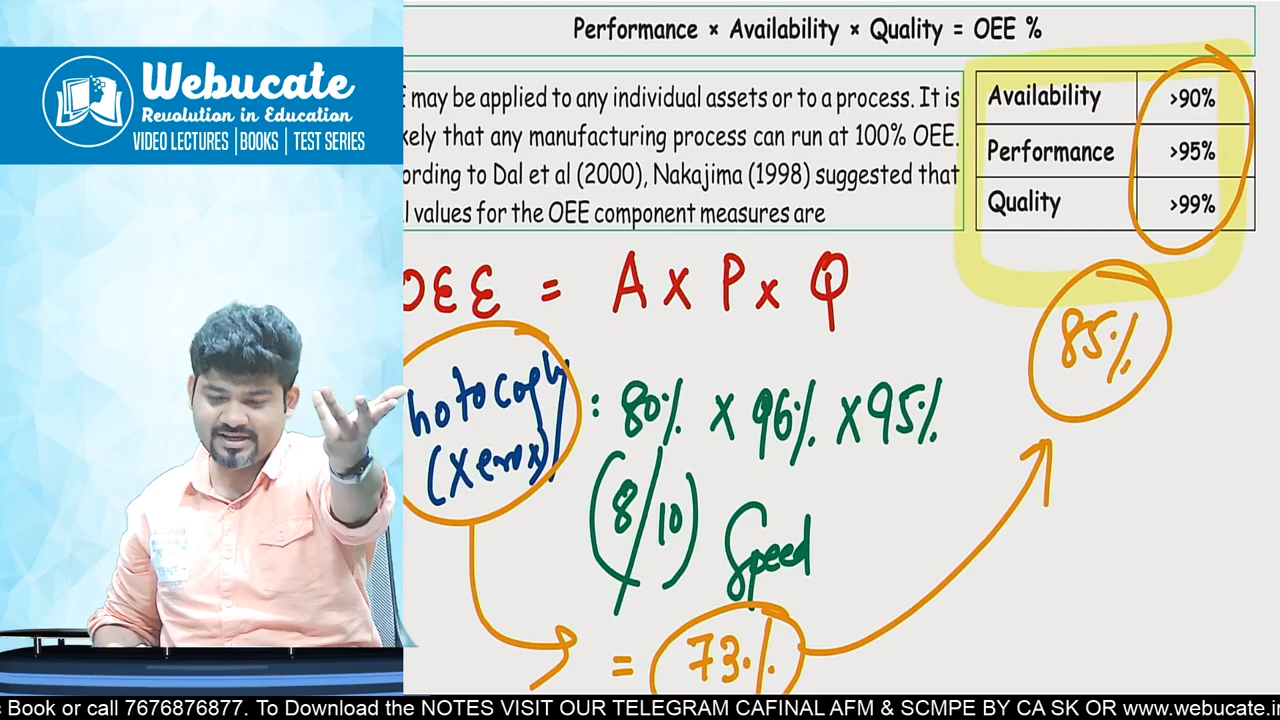 Performance × Availability × Quality = OEE %
Webucate
Revolution in Education
VIDEO LECTURES | BOOKS | TEST SERIES
may be applied to any individual assets or to a process. It is
that any manufacturing process can run at 100% OEE.
Dal et al (2000), Nakajima (1998) suggested that
values for the OEE component measures are
Availability >90%
Performance >95%
Quality >99%
OEE = A x P x Q
85%
: 80% x 96% x 95%
(Xerox)
(8/10) Speed
= 73%
Book or call 7676876877. To Download the NOTES VISIT OUR TELEGRAM CAFINAL AFM & SCMPE BY CA SK OR www.webucate.in